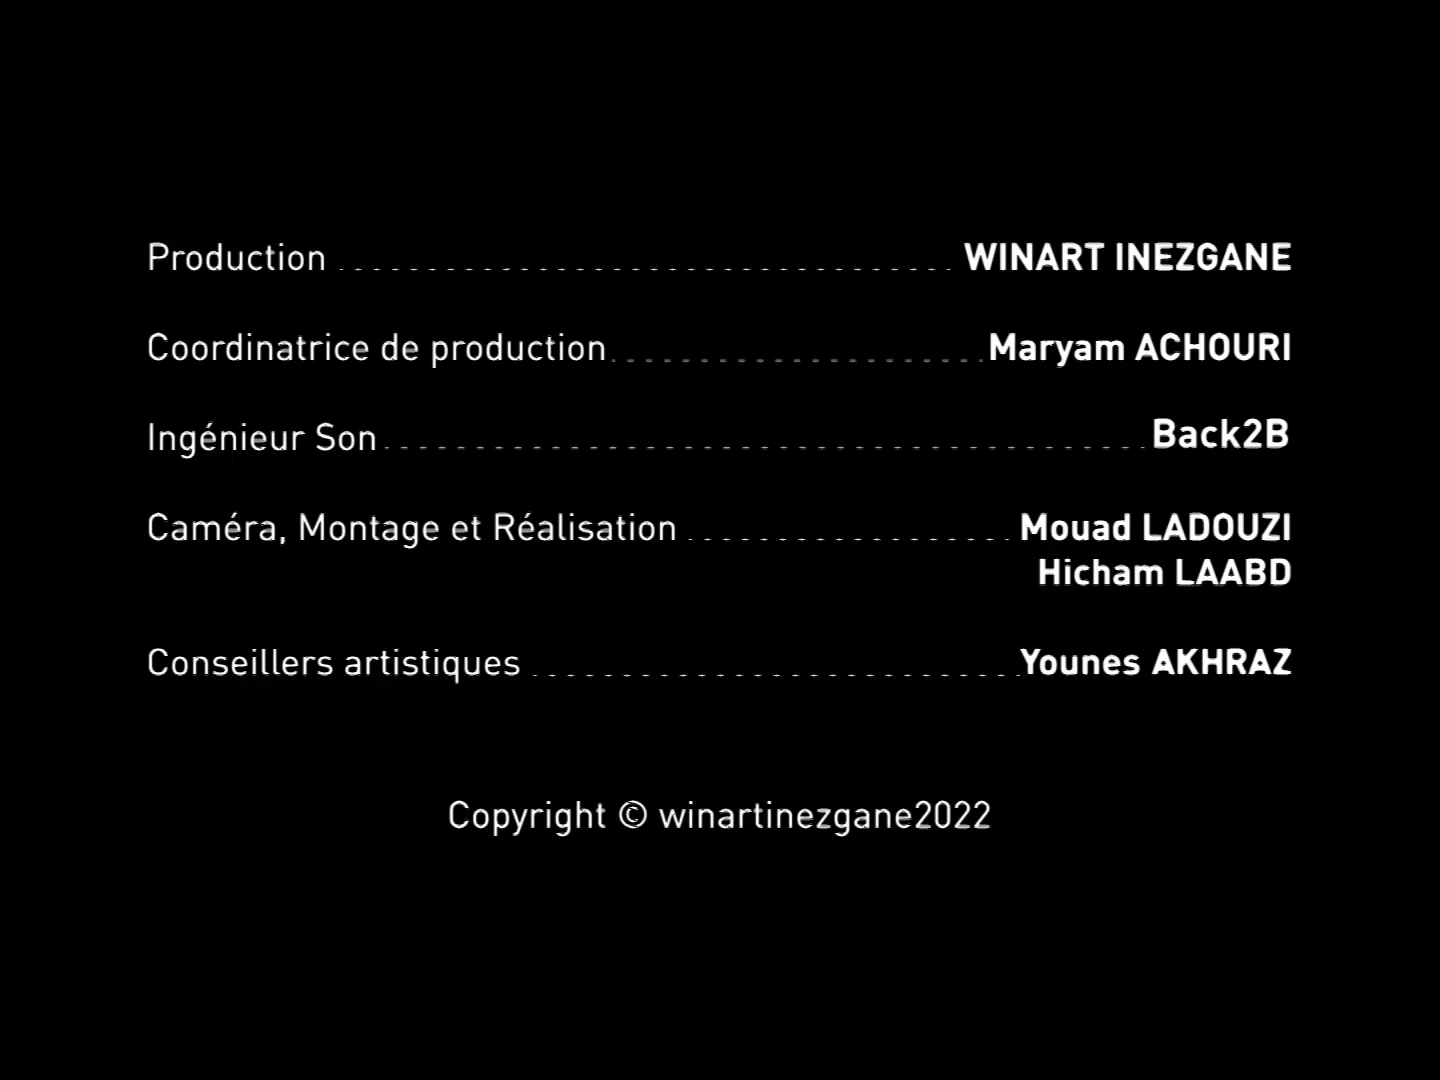 Production ................................... WINART INEZGANE
Coordinatrice de production ..................... Maryam ACHOURI
Ingénieur Son ........................................... Back2B
Caméra, Montage et Réalisation .................. Mouad LADOUZI
Hicham LAABD
Conseillers artistiques ............................ Younes AKHRAZ
Copyright © winartinezgane2022